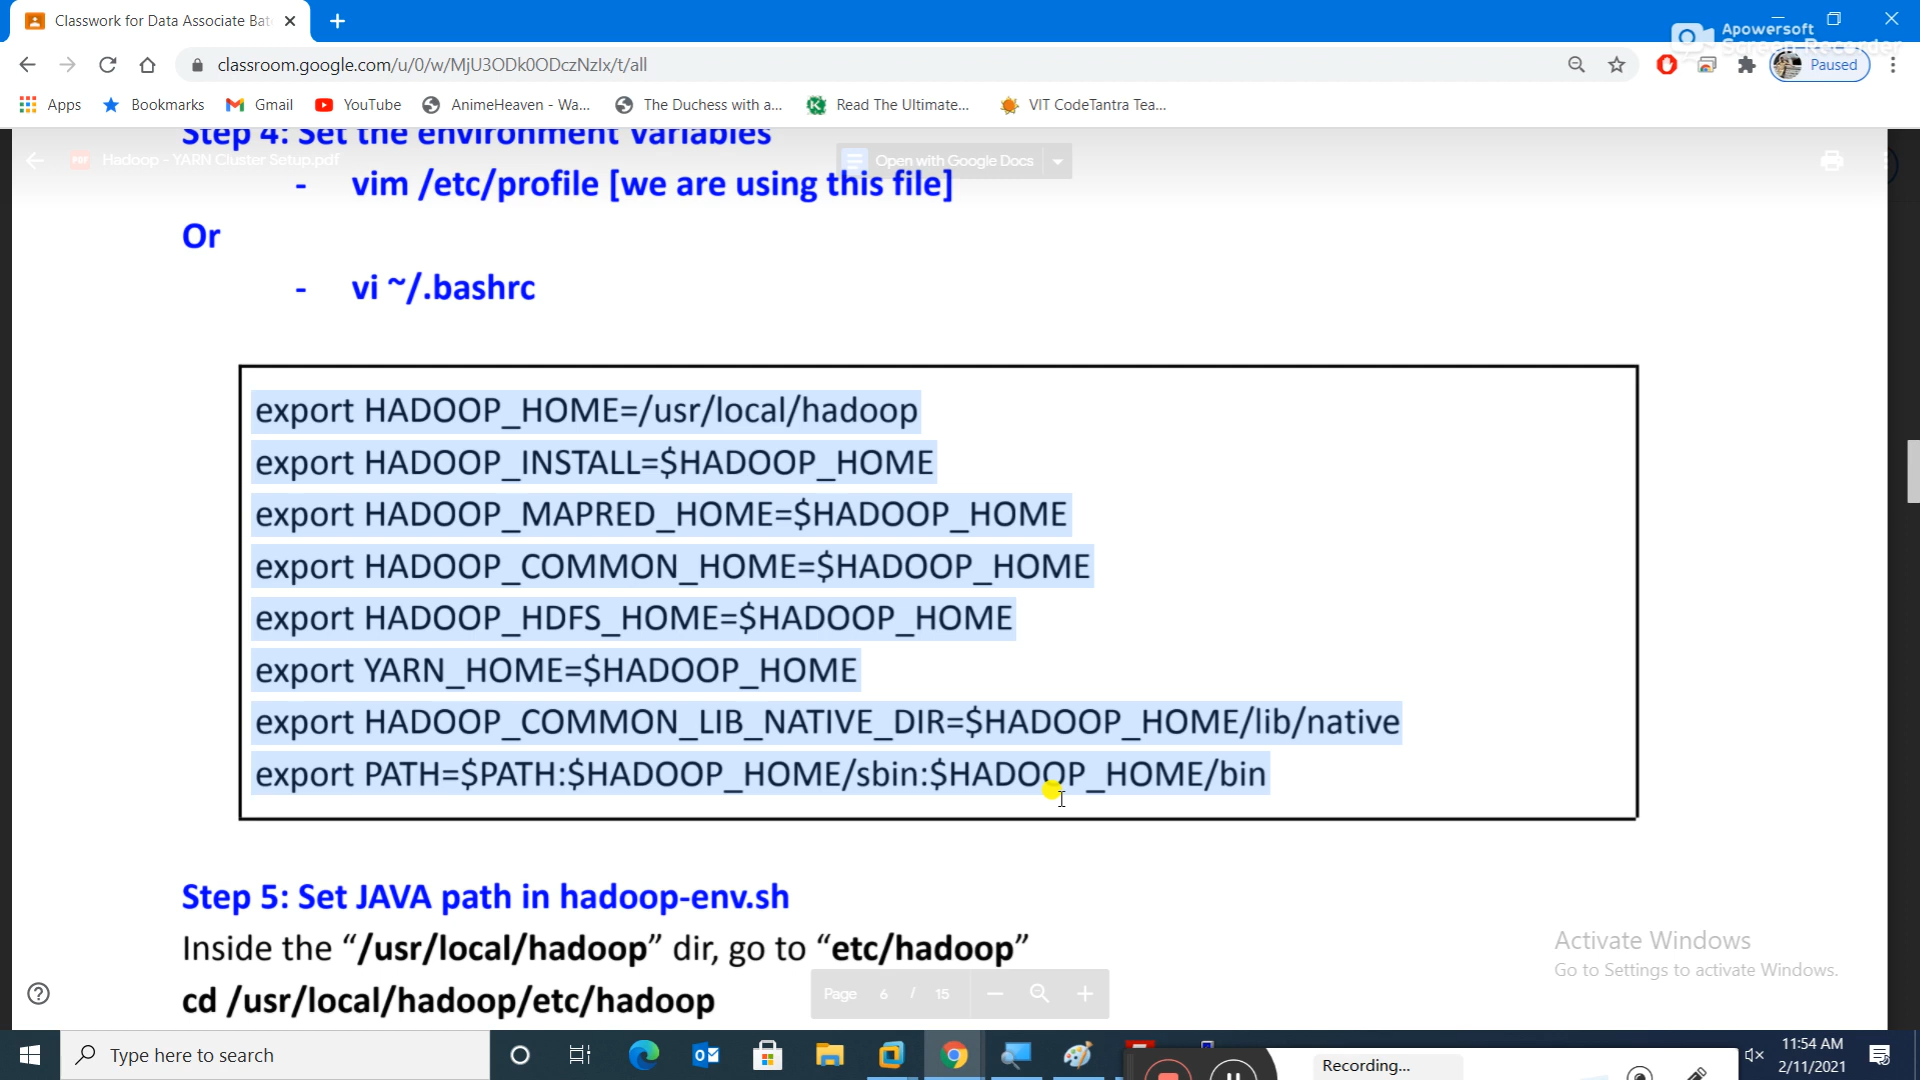 Classwork for Data Associate Bat
Apowersoft
Screen Recorder
classroom.google.com/u/0/w/MjU3ODk0ODczNzIx/t/all
Paused
Apps
Bookmarks
Gmail
YouTube
AnimeHeaven - Wa...
The Duchess with a...
Read The Ultimate...
VIT CodeTantra Tea...
Step 4: Set the environment variables
Hadoop - YARN Cluster Setup.pdf
Open with Google Docs
- vim /etc/profile [we are using this file]
Or
- vi ~/.bashrc
export HADOOP_HOME=/usr/local/hadoop
export HADOOP_INSTALL=$HADOOP_HOME
export HADOOP_MAPRED_HOME=$HADOOP_HOME
export HADOOP_COMMON_HOME=$HADOOP_HOME
export HADOOP_HDFS_HOME=$HADOOP_HOME
export YARN_HOME=$HADOOP_HOME
export HADOOP_COMMON_LIB_NATIVE_DIR=$HADOOP_HOME/lib/native
export PATH=$PATH:$HADOOP_HOME/sbin:$HADOOP_HOME/bin
Step 5: Set JAVA path in hadoop-env.sh
Inside the “/usr/local/hadoop” dir, go to “etc/hadoop”
cd /usr/local/hadoop/etc/hadoop
Activate Windows
Go to Settings to activate Windows.
Page 6 / 15
Type here to search
Recording...
11:54 AM
2/11/2021